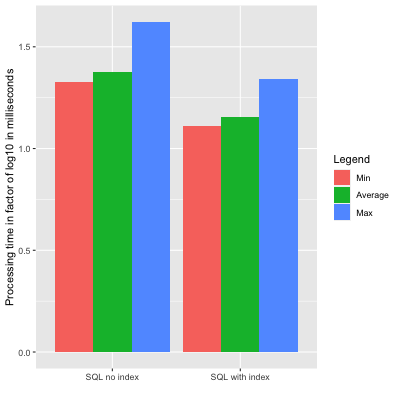 Processing time in factor of log10 in milliseconds
1.5
1.0
0.5
0.0
SQL no index
SQL with index
Legend
Min
Average
Max